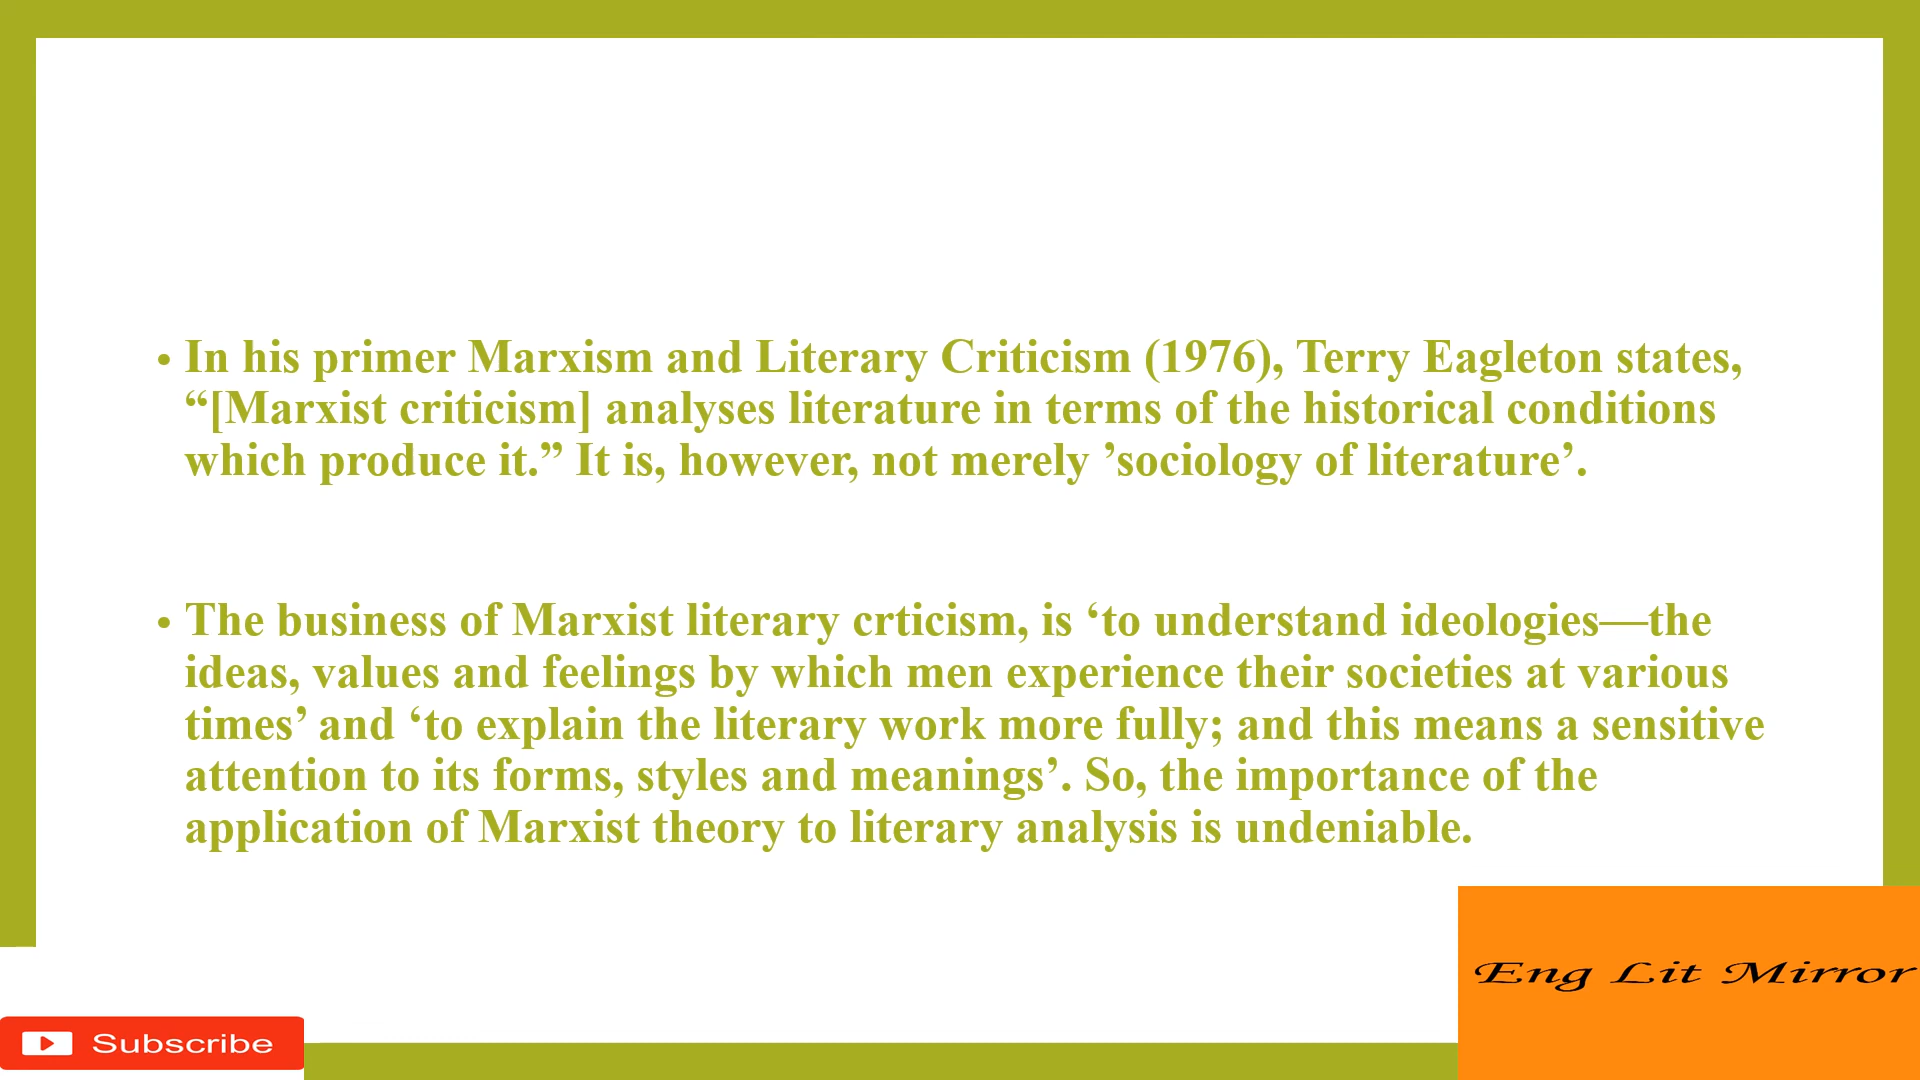 • In his primer Marxism and Literary Criticism (1976), Terry Eagleton states,
“[Marxist criticism] analyses literature in terms of the historical conditions
which produce it.” It is, however, not merely ’sociology of literature’.
• The business of Marxist literary crticism, is ‘to understand ideologies—the
ideas, values and feelings by which men experience their societies at various
times’ and ‘to explain the literary work more fully; and this means a sensitive
attention to its forms, styles and meanings’. So, the importance of the
application of Marxist theory to literary analysis is undeniable.
Eng Lit Mirror
Subscribe